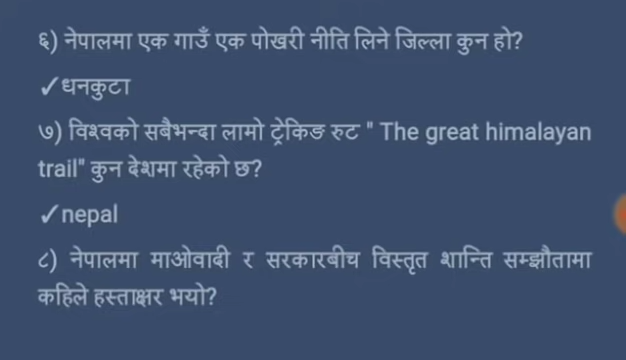 ६) नेपालमा एक गाउँ एक पोखरी नीति लिने जिल्ला कुन हो?
✓धनकुटा
७) विश्वको सबैभन्दा लामो ट्रेकिङ रुट " The great himalayan
trail" कुन देशमा रहेको छ?
✓nepal
८) नेपालमा माओवादी र सरकारबीच विस्तृत शान्ति सम्झौतामा
कहिले हस्ताक्षर भयो?